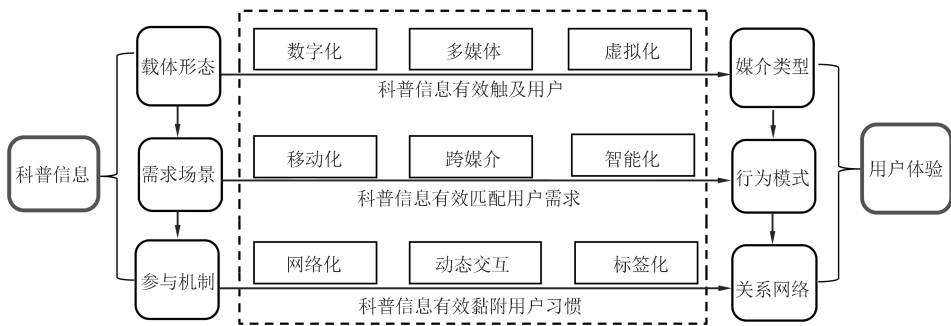 科普信息
载体形态
数字化
多媒体
虚拟化
科普信息有效触及用户
媒介类型
需求场景
移动化
跨媒介
智能化
科普信息有效匹配用户需求
行为模式
参与机制
网络化
动态交互
标签化
科普信息有效黏附用户习惯
关系网络
用户体验